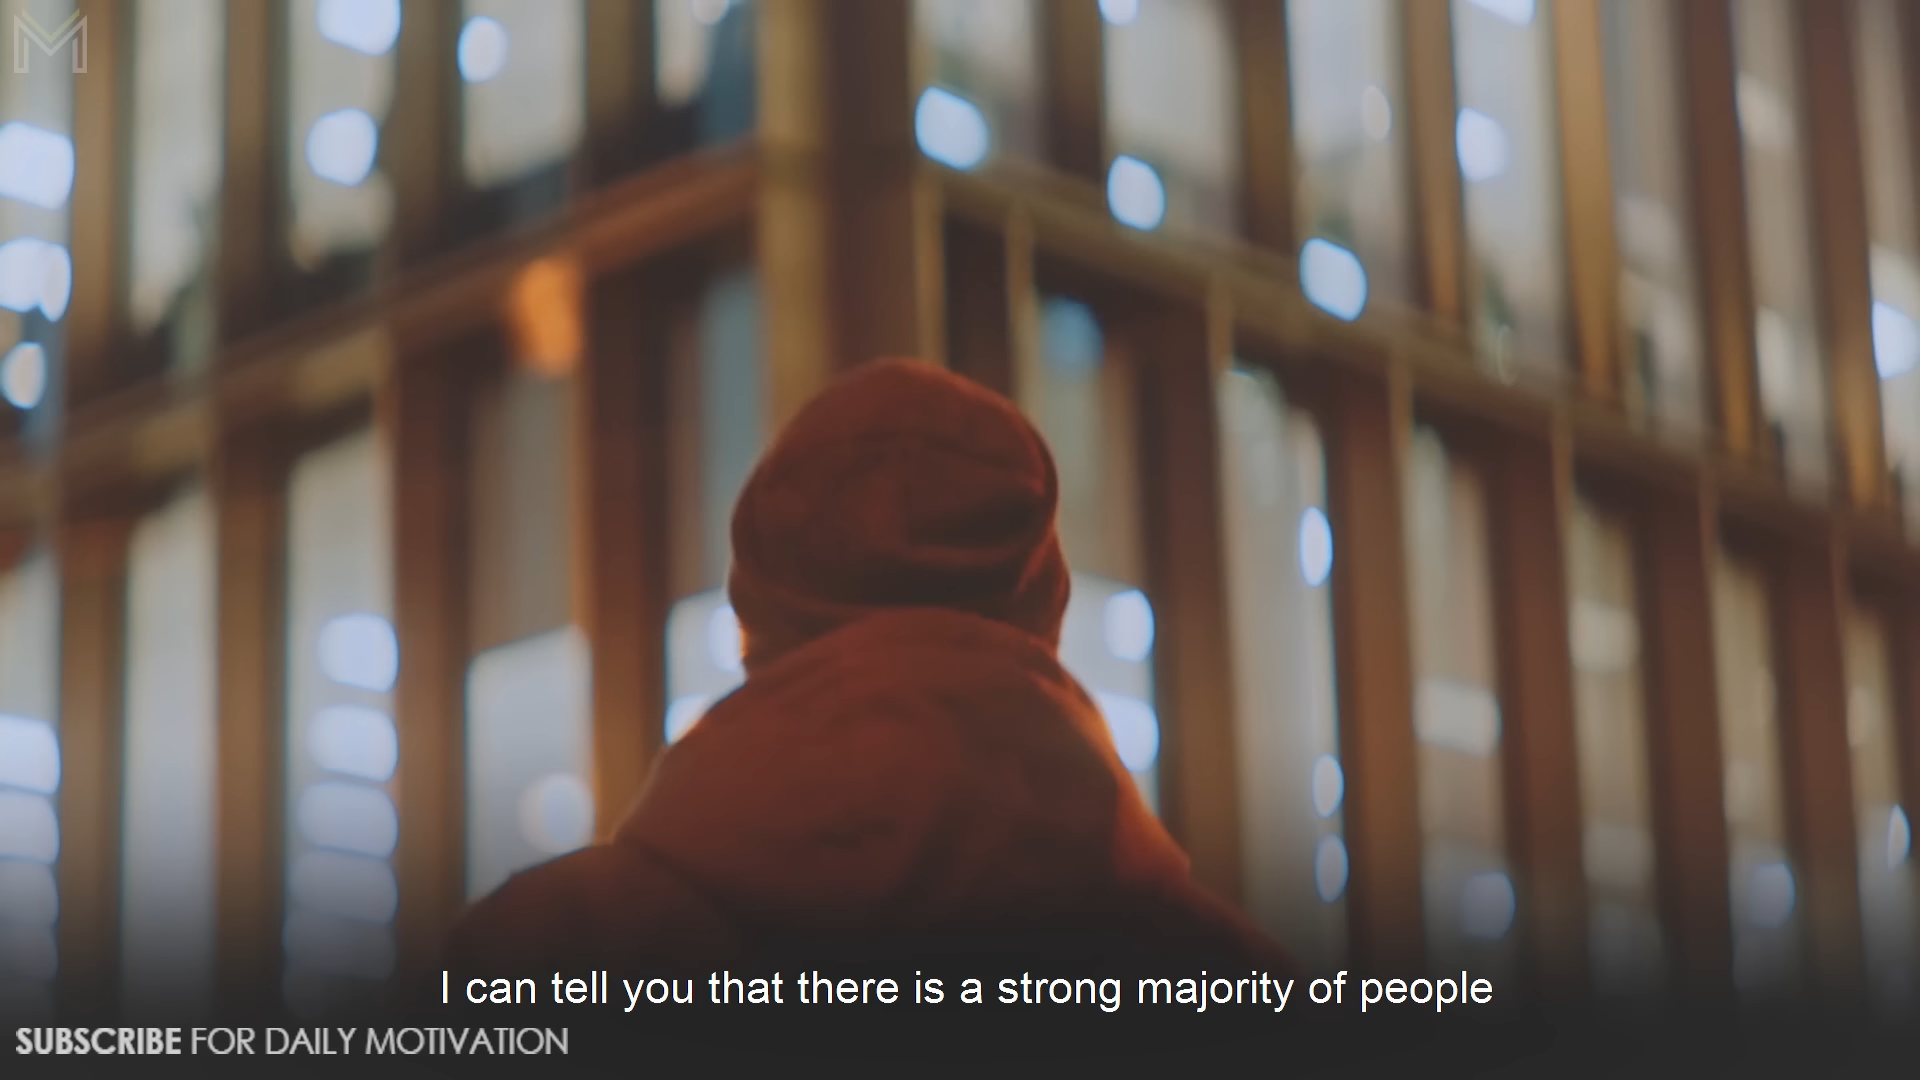 M
I can tell you that there is a strong majority of people
SUBSCRIBE FOR DAILY MOTIVATION